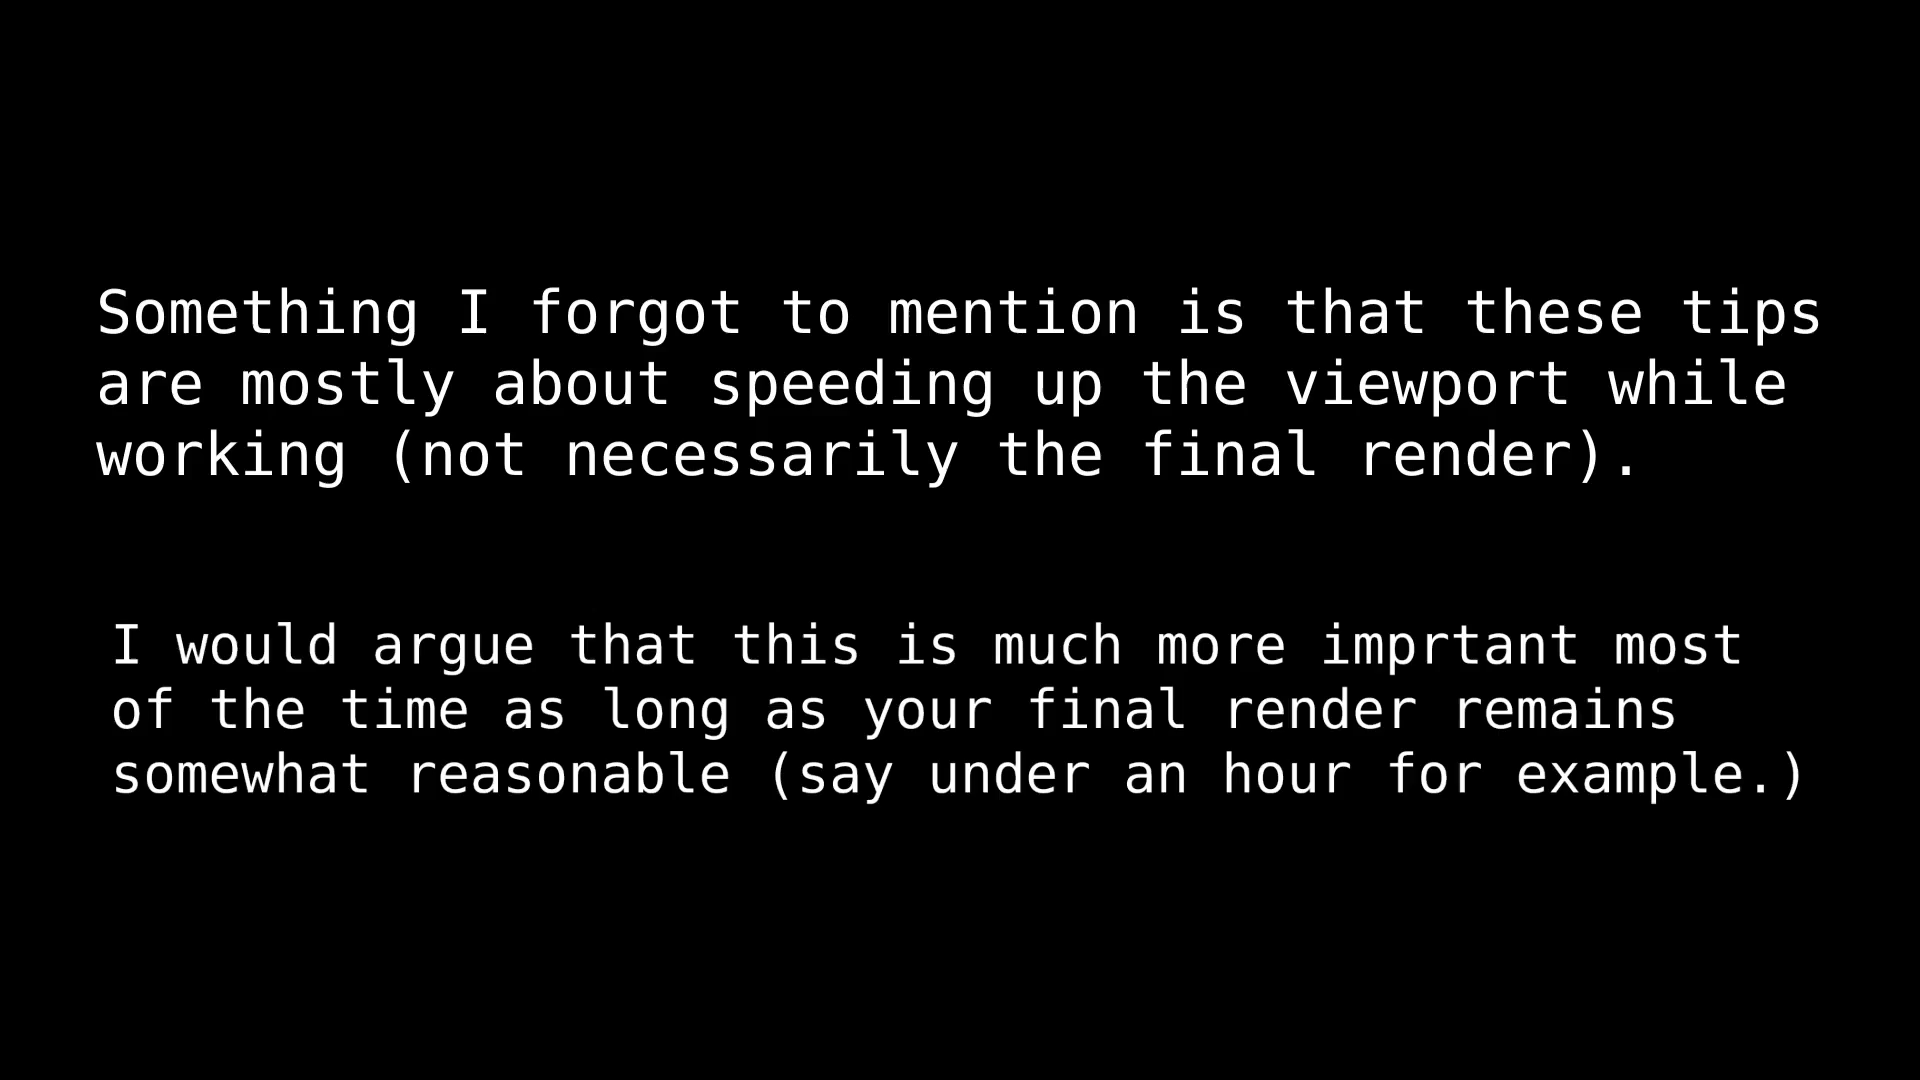 Something I forgot to mention is that these tips
are mostly about speeding up the viewport while
working (not necessarily the final render).
I would argue that this is much more imprtant most
of the time as long as your final render remains
somewhat reasonable (say under an hour for example.)